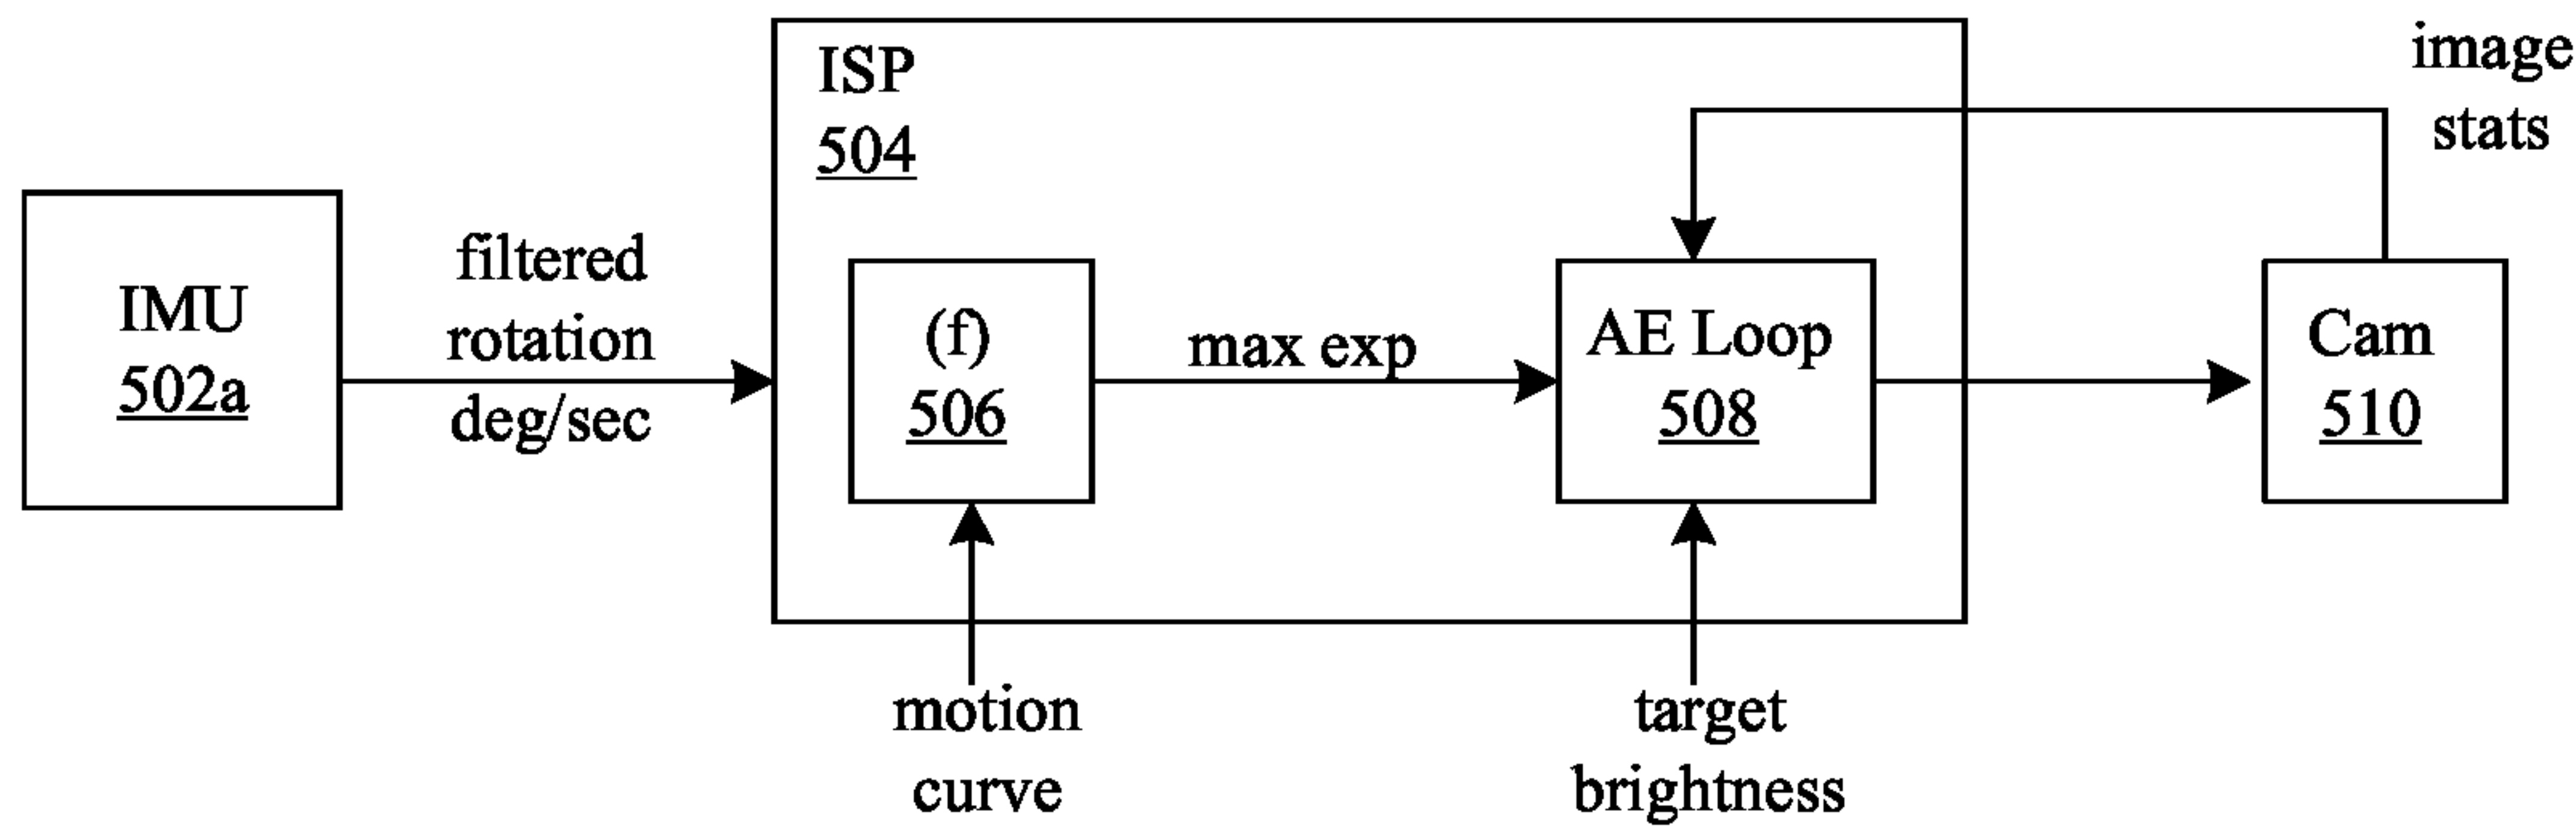 ISP
504
image
stats
IMU
502a
filtered
rotation
deg/sec
(f)
506
max exp
AE Loop
508
Cam
510
motion
curve
target
brightness